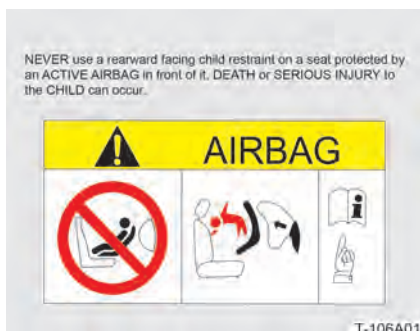 NEVER use a rearward facing child restraint on a seat protected by
an ACTIVE AIRBAG in front of it. DEATH or SERIOUS INJURY to
the CHILD can occur.
AIRBAG
T-106A01